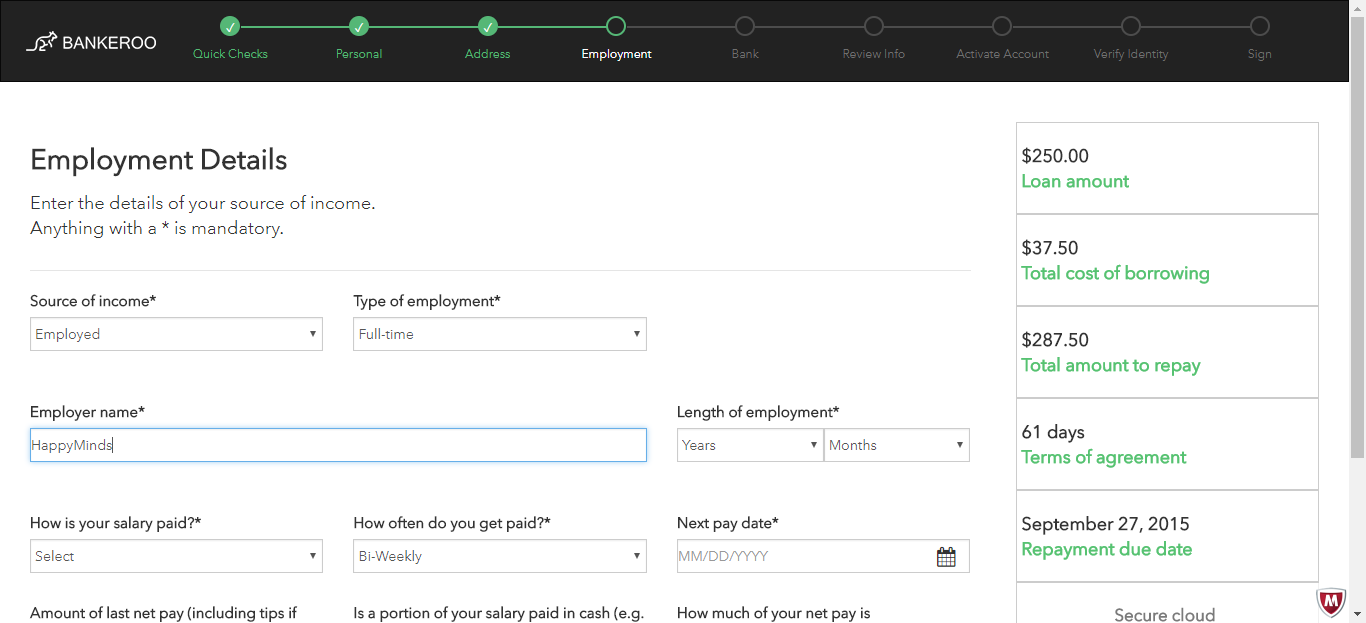 BANKEROO
Quick Checks
Personal
Address
Employment
Bank
Review Info
Activate Account
Verify Identity
Sign
Employment Details
Enter the details of your source of income.
Anything with a * is mandatory.
Source of income*
Type of employment*
Employed
Full-time
Employer name*
Length of employment*
HappyMinds
Years
Months
How is your salary paid?*
How often do you get paid?*
Next pay date*
Select
Bi-Weekly
MM/DD/YYYY
Amount of last net pay (including tips if
Is a portion of your salary paid in cash (e.g.
How much of your net pay is
$250.00
Loan amount
$37.50
Total cost of borrowing
$287.50
Total amount to repay
61 days
Terms of agreement
September 27, 2015
Repayment due date
Secure cloud
M